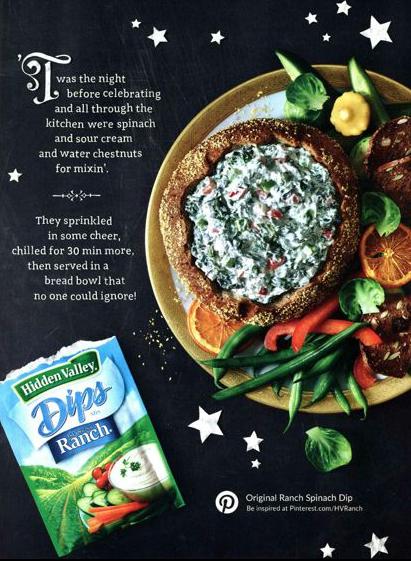 'Twas the night
before celebrating
and all through the
kitchen were spinach
and sour cream
and water chestnuts
for mixin'.
They sprinkled
in some cheer,
chilled for 30 min more,
then served in a
bread bowl that
no one could ignore!
Hidden Valley.
Dips
Ranch.
Original Ranch Spinach Dip
Be inspired at Pinterest.com/HVRanch